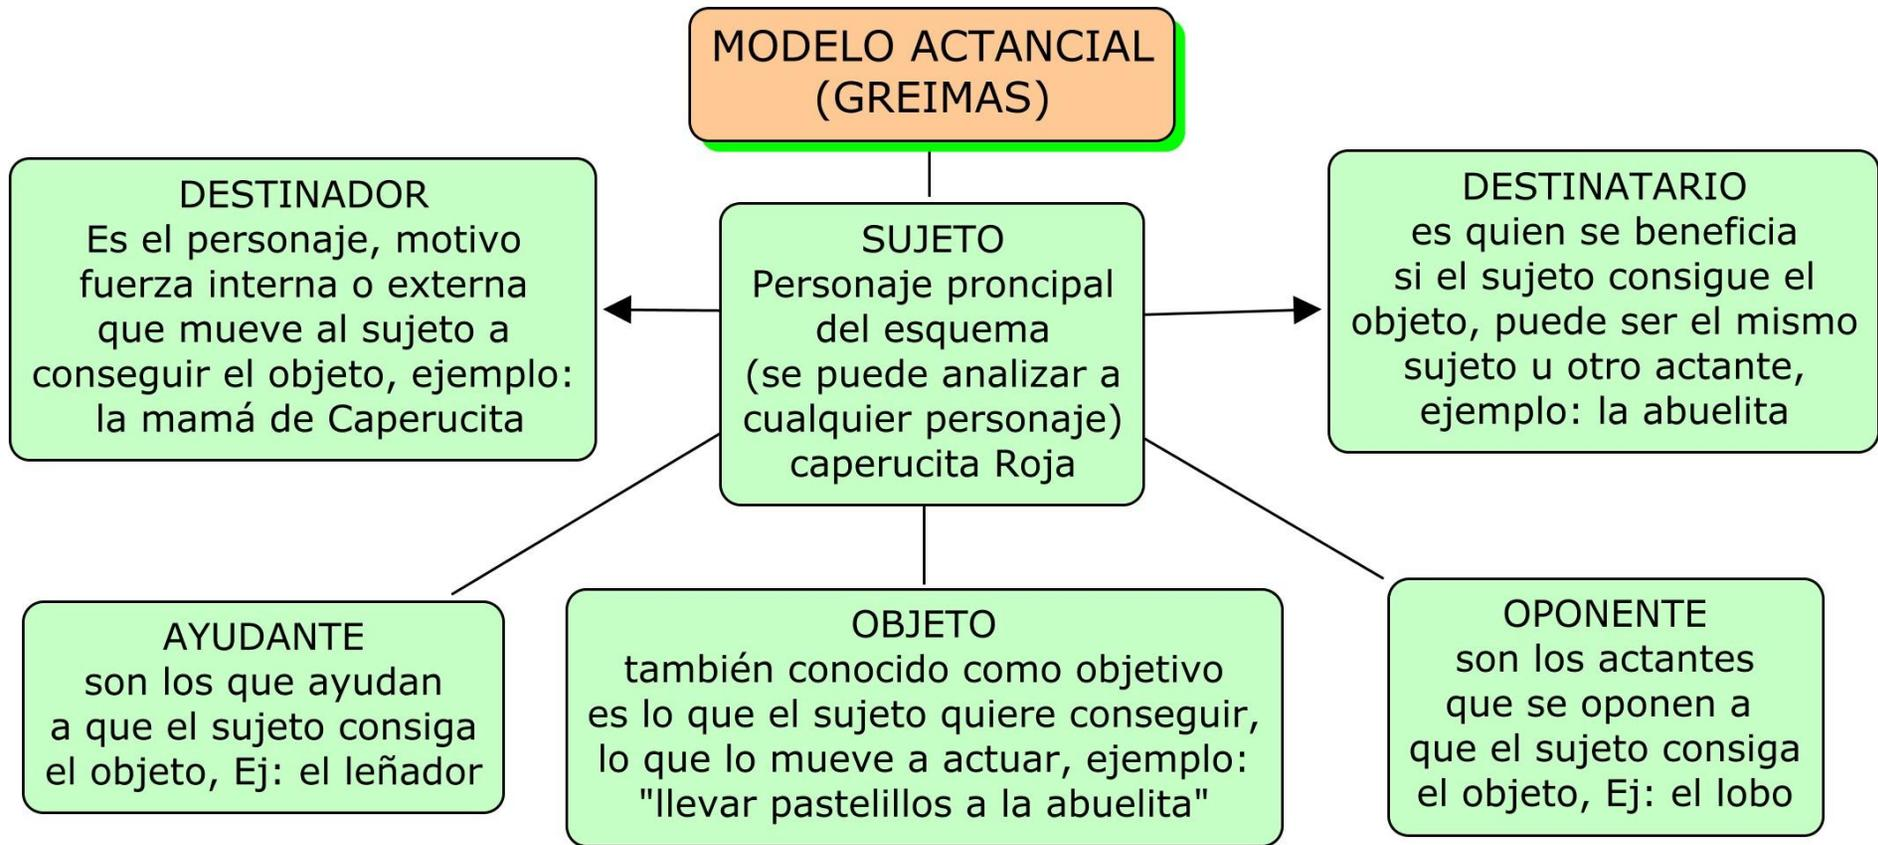 MODELO ACTANCIAL
(GREIMAS)
DESTINADOR
Es el personaje, motivo
fuerza interna o externa
que mueve al sujeto a
conseguir el objeto, ejemplo:
la mamá de Caperucita
SUJETO
Personaje proncipal
del esquema
(se puede analizar a
cualquier personaje)
caperucita Roja
DESTINATARIO
es quien se beneficia
si el sujeto consigue el
objeto, puede ser el mismo
sujeto u otro actante,
ejemplo: la abuelita
AYUDANTE
son los que ayudan
a que el sujeto consiga
el objeto, Ej: el leñador
OBJETO
también conocido como objetivo
es lo que el sujeto quiere conseguir,
lo que lo mueve a actuar, ejemplo:
"llevar pastelillos a la abuelita"
OPONENTE
son los actantes
que se oponen a
que el sujeto consiga
el objeto, Ej: el lobo